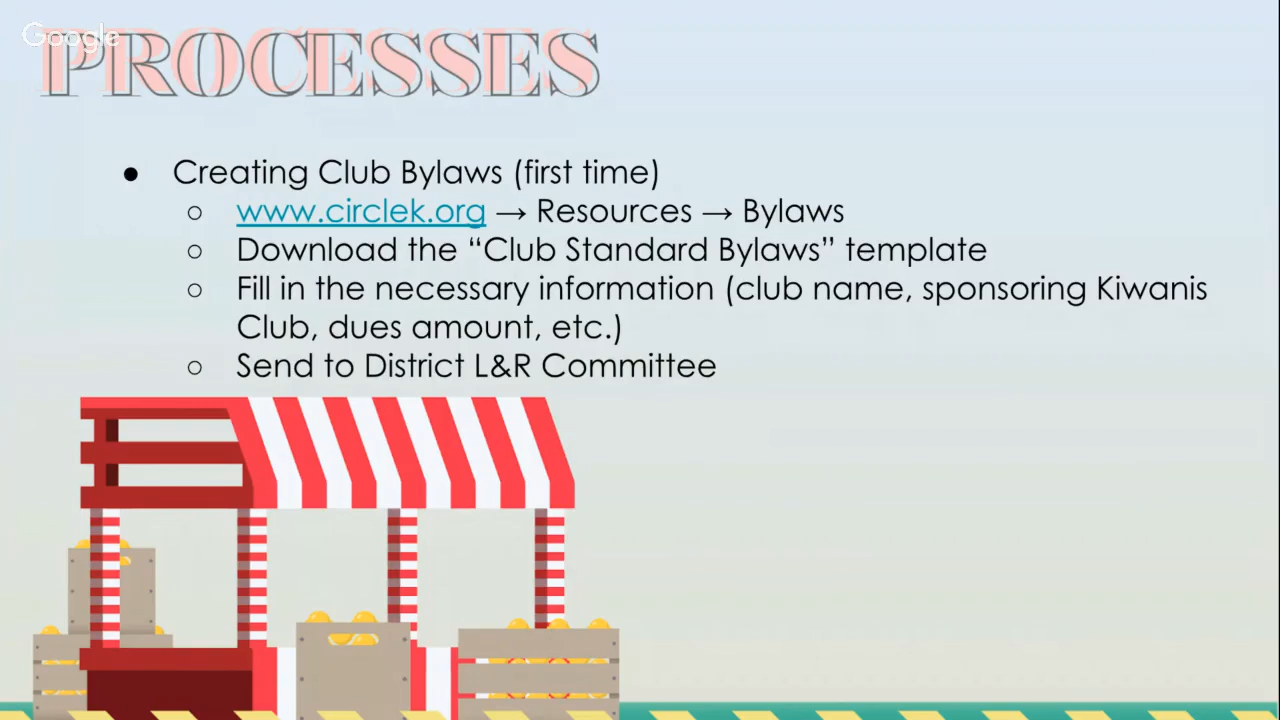 Google
PROCESSES
● Creating Club Bylaws (first time)
○ www.circlek.org → Resources → Bylaws
○ Download the “Club Standard Bylaws” template
○ Fill in the necessary information (club name, sponsoring Kiwanis
Club, dues amount, etc.)
○ Send to District L&R Committee